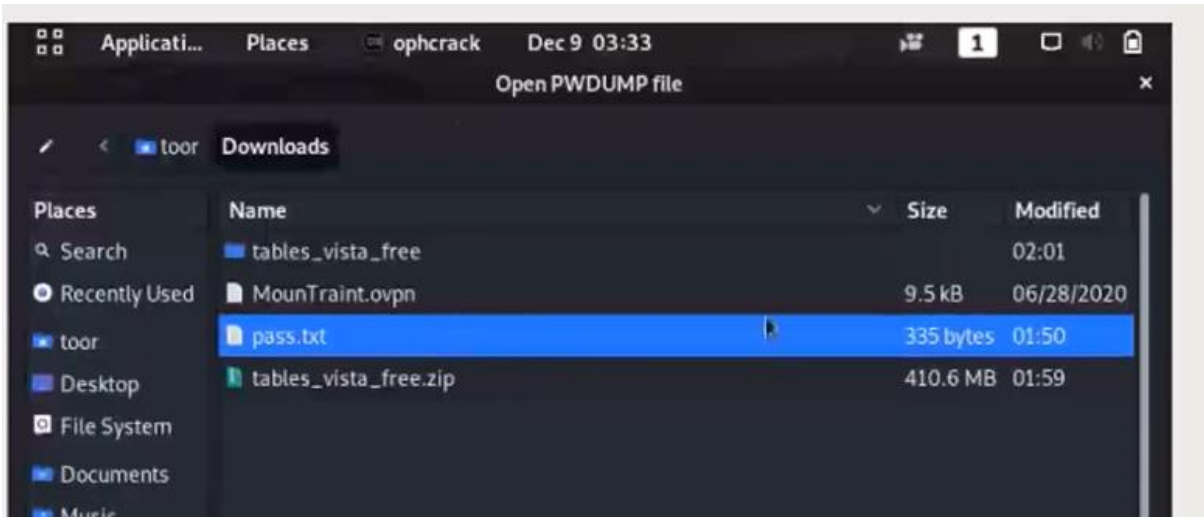 Applicati... Places ophcrack Dec 9 03:33 1
Open PWDUMP file ×
toor Downloads
Places Name Size Modified
Search tables_vista_free 02:01
Recently Used MounTraint.ovpn 9.5 kB 06/28/2020
toor pass.txt 335 bytes 01:50
Desktop tables_vista_free.zip 410.6 MB 01:59
File System
Documents
Music